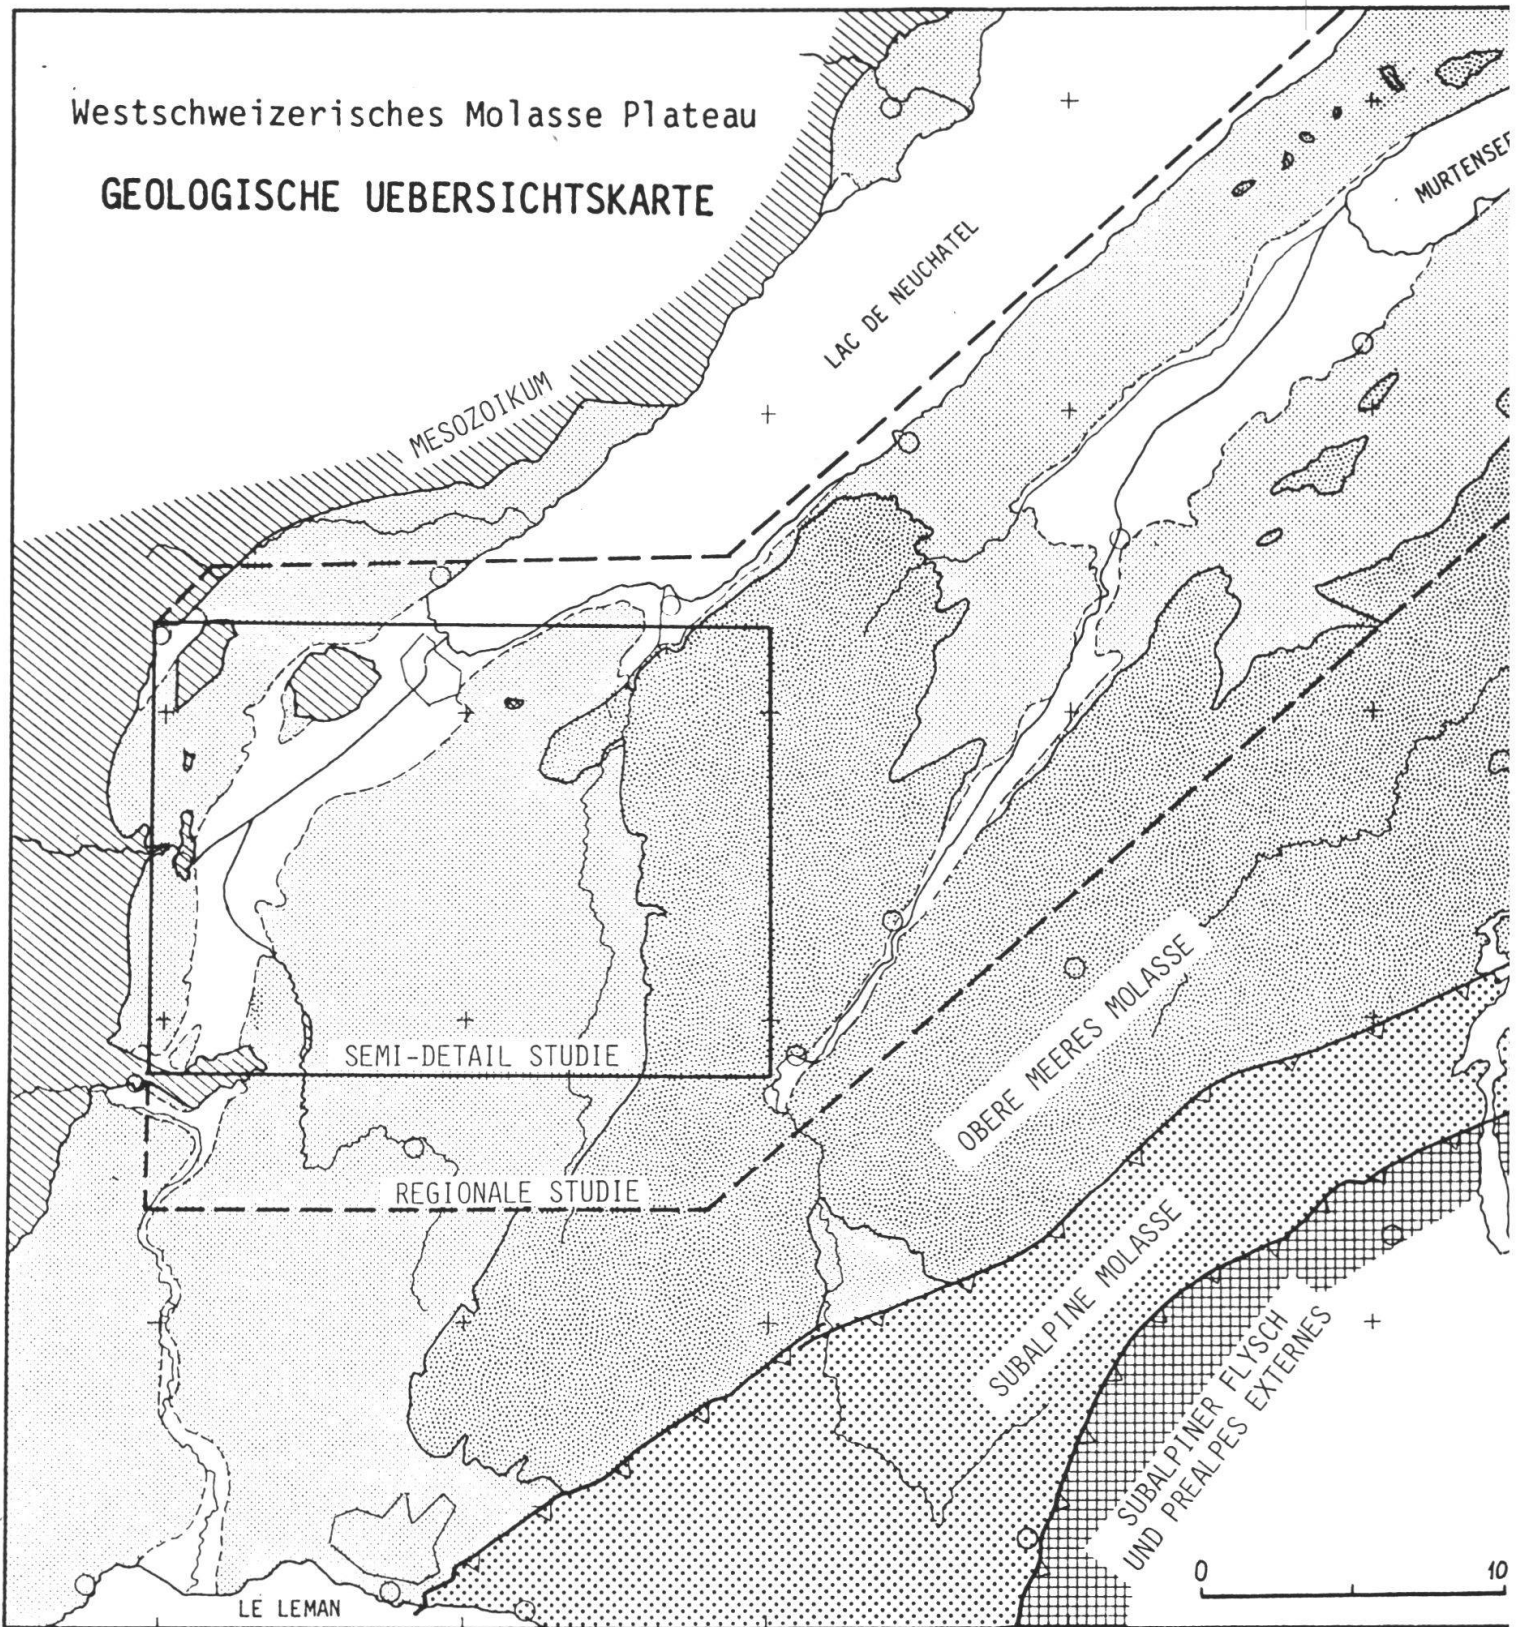 Westschweizerisches Molasse Plateau
GEOLOGISCHE UEBERSICHTSKARTE
MURTENSEE
LAC DE NEUCHATEL
MESOZOIKUM
SEMI-DETAIL STUDIE
OBERE MEERES MOLASSE
REGIONALE STUDIE
SUBALPINE MOLASSE
SUBALPINER FLYSCH
UND PREALPES EXTERNES
0 10
LE LEMAN